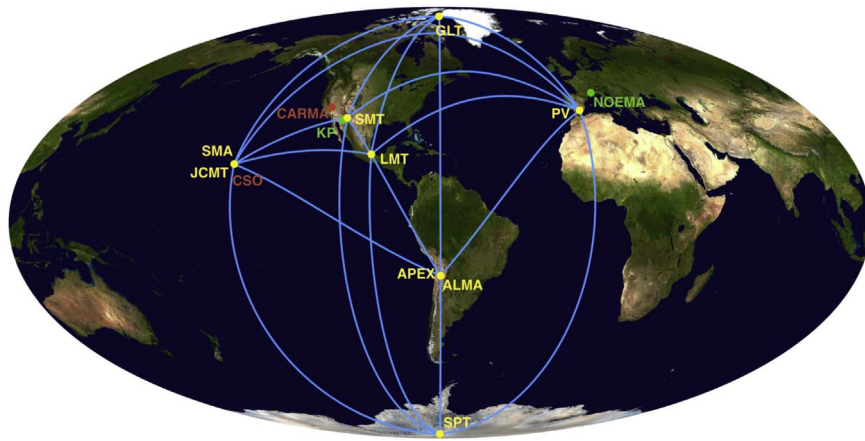 GLT
NOEMA
CARMA
PV
SMT
KP
SMA
LMT
JCMT
CSO
APEX
ALMA
SPT